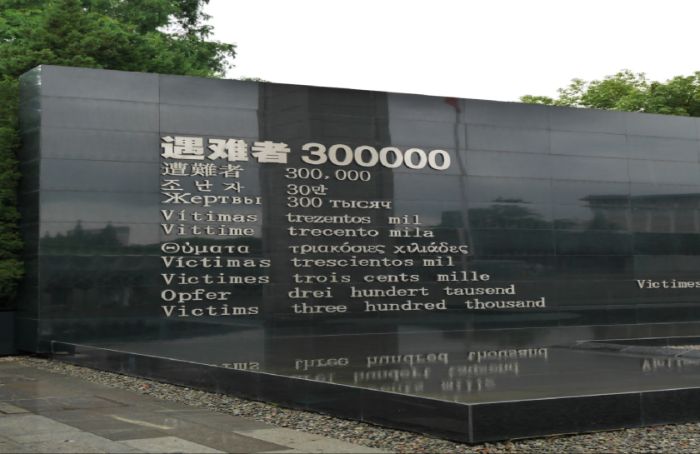 遇难者 300000
遭難者 300,000
조난자 30만
Жертвы 300 тысяч
Vítimas trezentos mil
Vittime trecento mila
Θύματα τριακόσιες χιλιάδες
Víctimas trescientos mil
Victimes trois cents mille
Opfer drei hundert tausend
Victims three hundred thousand
Victimes